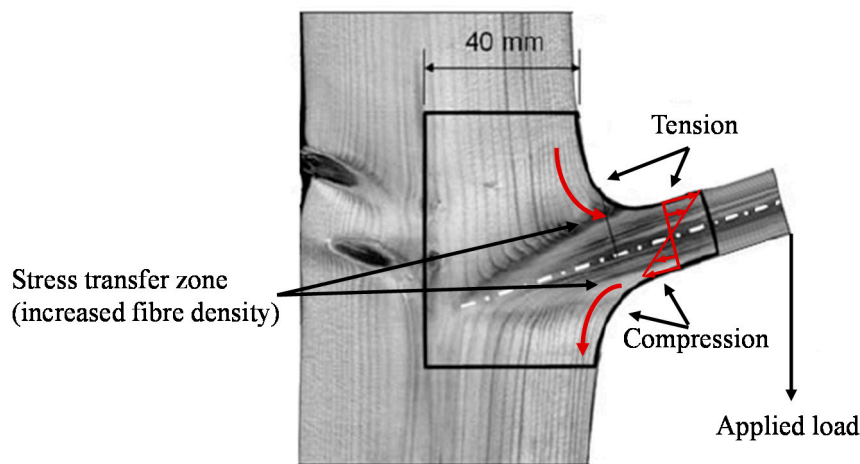 40 mm
Tension
Stress transfer zone
(increased fibre density)
Compression
Applied load